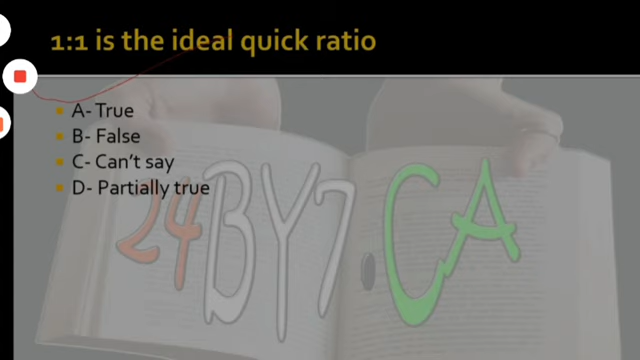 1:1 is the ideal quick ratio
A- True
B- False
C- Can't say
D- Partially true
24BY7.CA